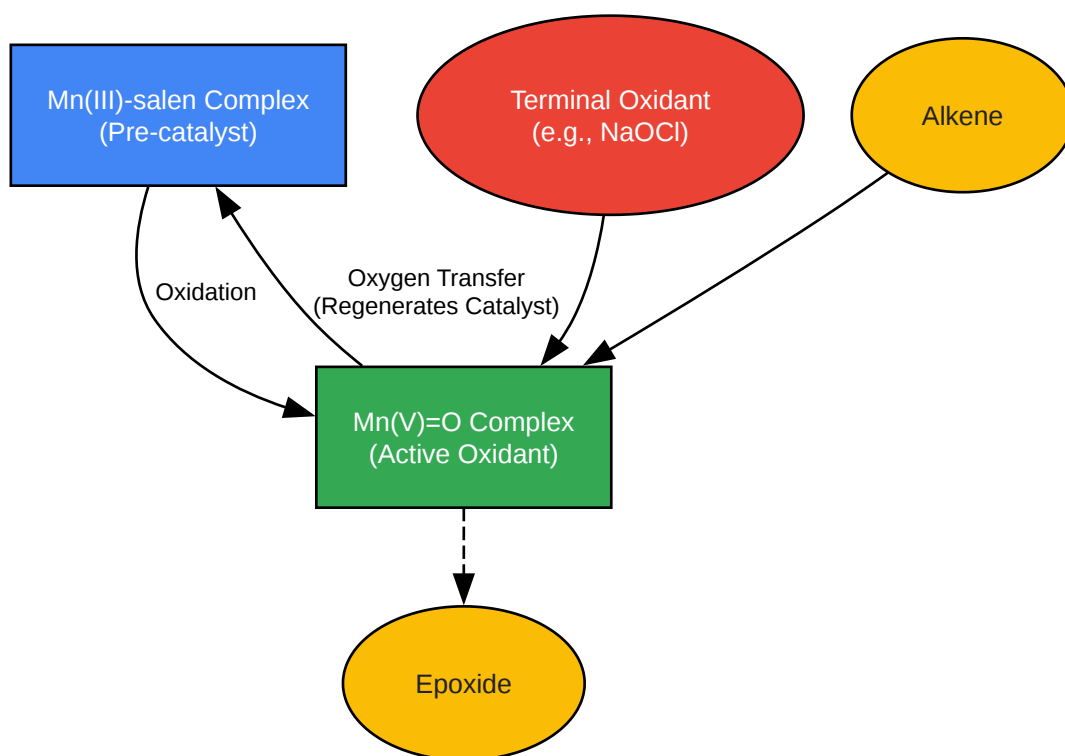 Mn(III)-salen Complex
(Pre-catalyst)
Terminal Oxidant
(e.g., NaOCl)
Alkene
Oxidation
Oxygen Transfer
(Regenerates Catalyst)
Mn(V)=O Complex
(Active Oxidant)
Epoxide